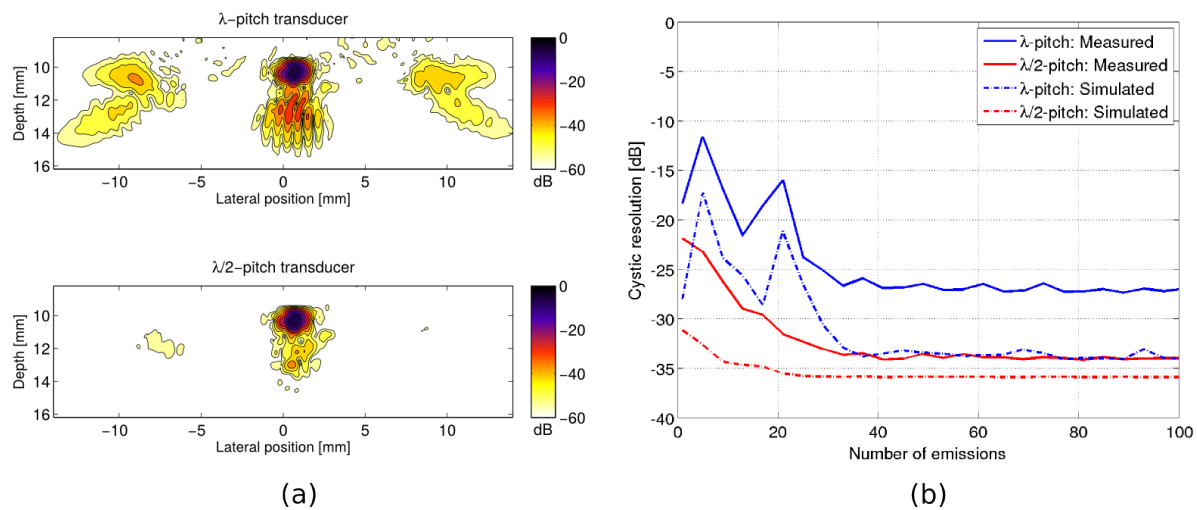 λ-pitch transducer
Depth [mm]
10
12
14
16
−10
−5
0
5
10
Lateral position [mm]
0
−20
−40
−60
dB
λ/2-pitch transducer
Depth [mm]
10
12
14
16
−10
−5
0
5
10
Lateral position [mm]
0
−20
−40
−60
dB
(a)
λ-pitch: Measured
λ/2-pitch: Measured
λ-pitch: Simulated
λ/2-pitch: Simulated
Cystic resolution [dB]
0
−5
−10
−15
−20
−25
−30
−35
−40
0
20
40
60
80
100
Number of emissions
(b)